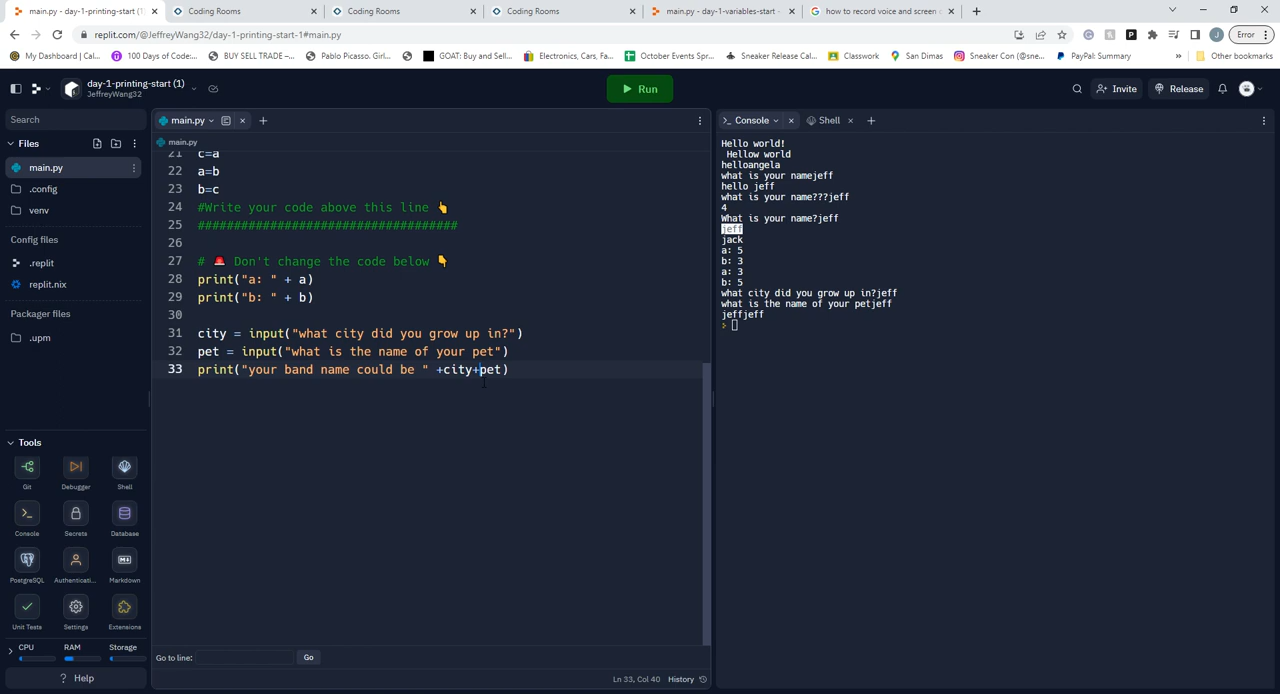 main.py - day-1-printing-start (1
Coding Rooms
Coding Rooms
Coding Rooms
main.py - day-1-variables-start -
how to record voice and screen
replit.com/@JeffreyWang32/day-1-printing-start-1#main.py
Error
My Dashboard | Cal...
100 Days of Code:...
BUY SELL TRADE –...
Pablo Picasso. Girl...
GOAT: Buy and Sell...
Electronics, Cars, Fa...
October Events Spr...
Sneaker Release Cal...
Classwork
San Dimas
Sneaker Con (@sne...
PayPal: Summary
»
Other bookmarks
day-1-printing-start (1)
JeffreyWang32
Run
Invite
Release
Search
Files
main.py
.config
venv
Config files
.replit
replit.nix
Packager files
.upm
Tools
Git
Debugger
Shell
Console
Secrets
Database
PostgreSQL
Authenticati...
Markdown
Unit Tests
Settings
Extensions
CPU
RAM
Storage
? Help
main.py
main.py
21 c=a
22 a=b
23 b=c
24 #Write your code above this line 👆
25 ####################################
26
27 # 🚨 Don't change the code below 👇
28 print("a: " + a)
29 print("b: " + b)
30
31 city = input("what city did you grow up in?")
32 pet = input("what is the name of your pet")
33 print("your band name could be " +city+pet)
Go to line:
Go
Ln 33, Col 40
History
Console
Shell
Hello world!
Hellow world
helloangela
what is your namejeff
hello jeff
what is your name???jeff
4
What is your name?jeff
jeff
jack
a: 5
b: 3
a: 3
b: 5
what city did you grow up in?jeff
what is the name of your petjeff
jeffjeff